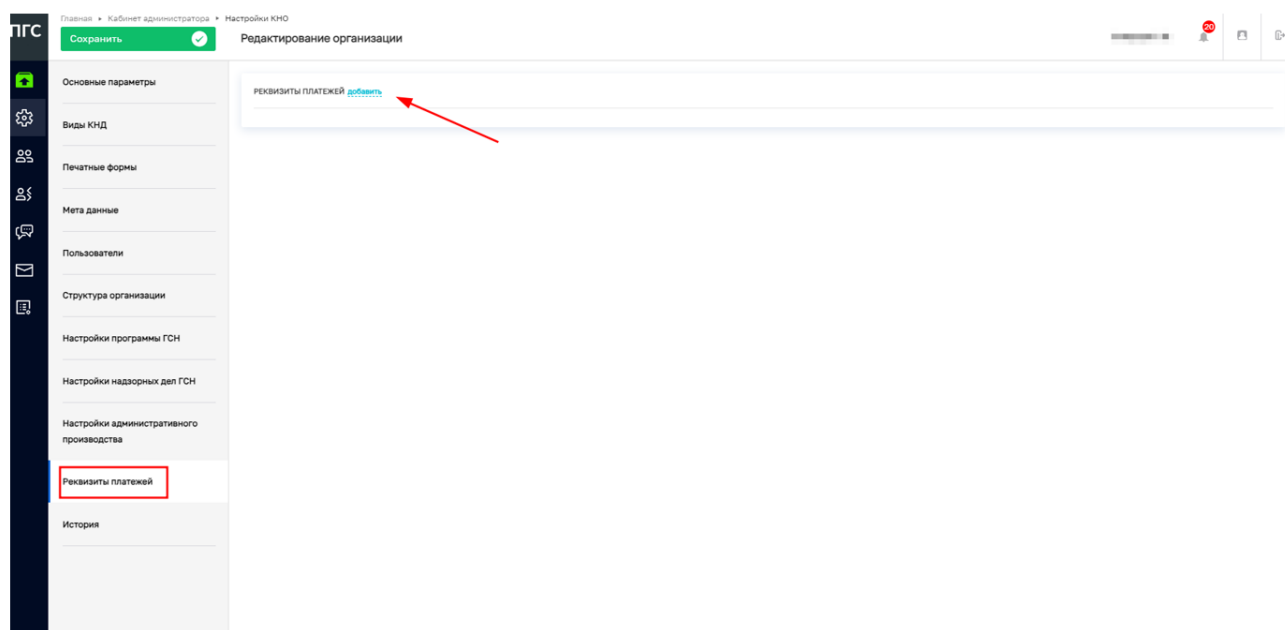 ПГС
Главная ▸ Кабинет администратора ▸ Настройки КНО
Сохранить
Редактирование организации
20
Основные параметры
РЕКВИЗИТЫ ПЛАТЕЖЕЙ добавить
Виды КНД
Печатные формы
Мета данные
Пользователи
Структура организации
Настройки программы ГСН
Настройки надзорных дел ГСН
Настройки административного
производства
Реквизиты платежей
История